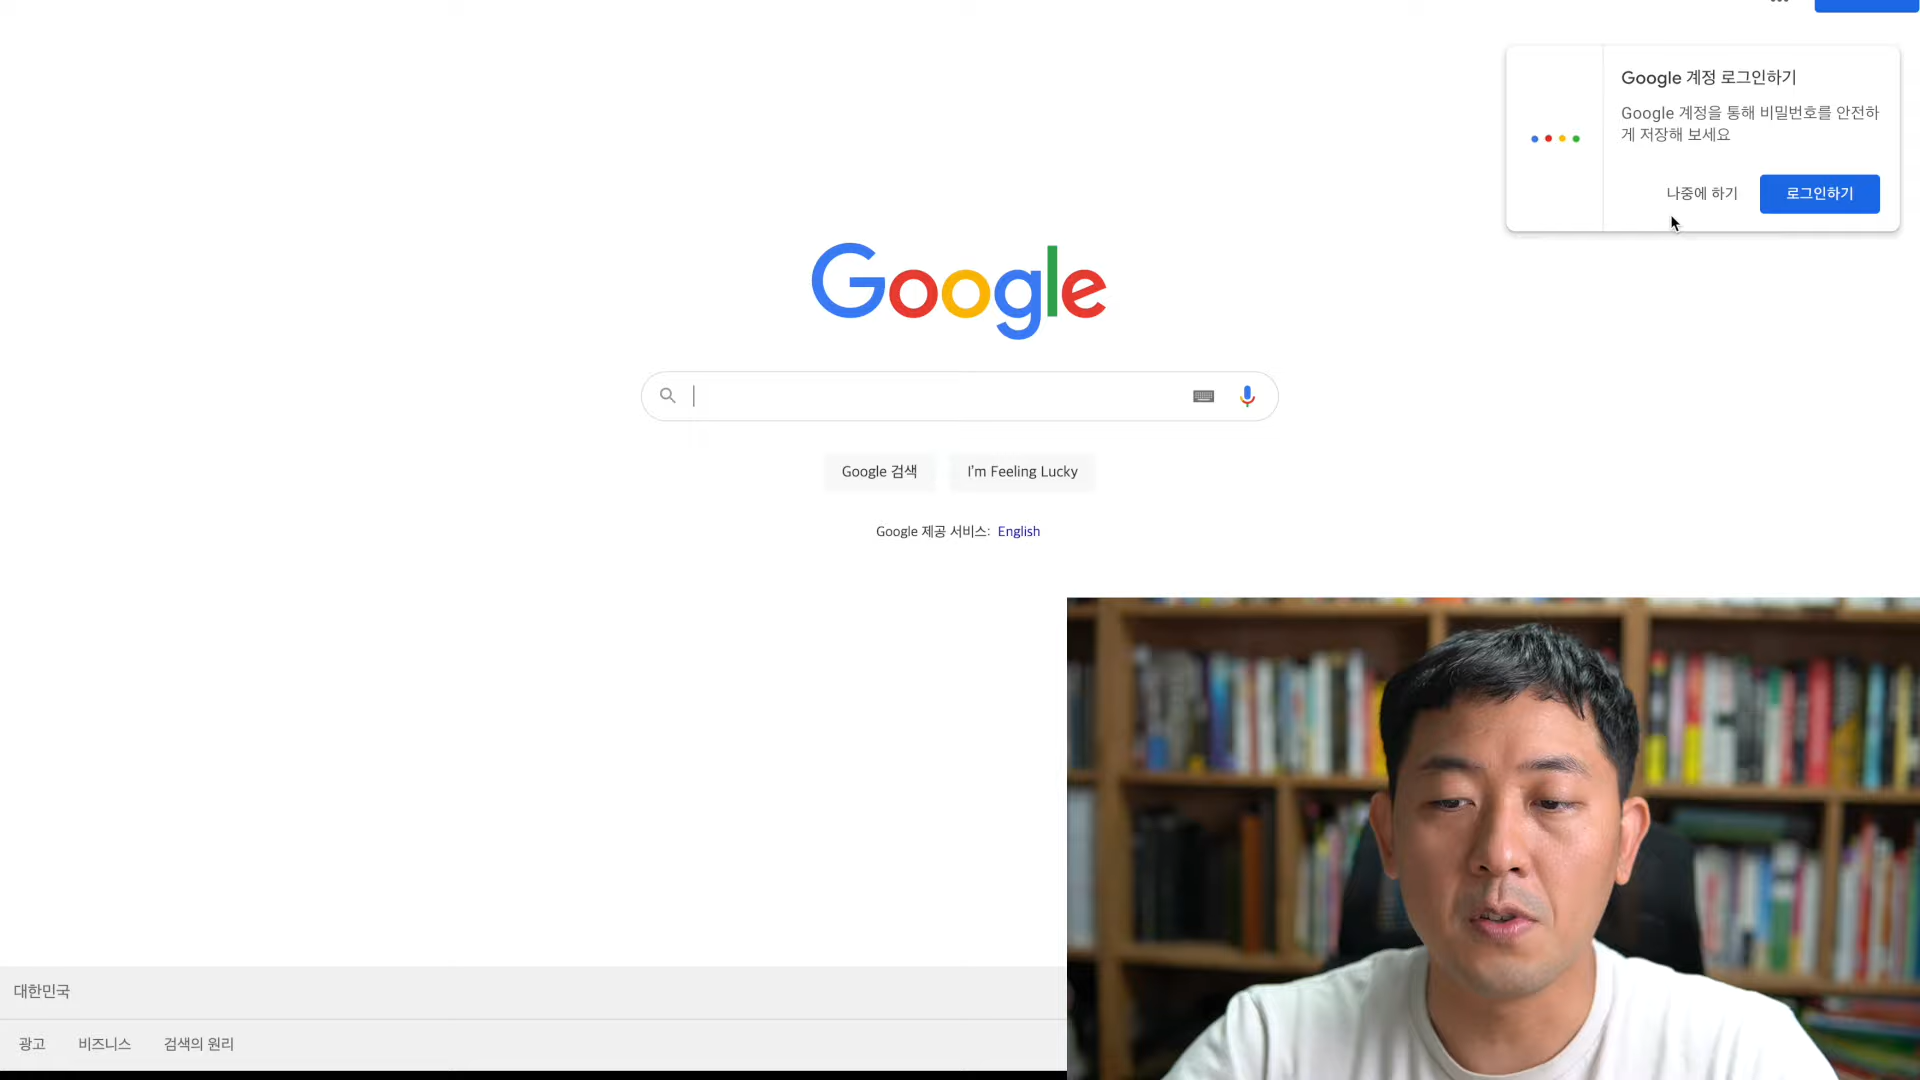 Google 계정 로그인하기
Google 계정을 통해 비밀번호를 안전하
게 저장해 보세요
나중에 하기
로그인하기
Google
Google 검색
I'm Feeling Lucky
Google 제공 서비스: English
대한민국
광고
비즈니스
검색의 원리